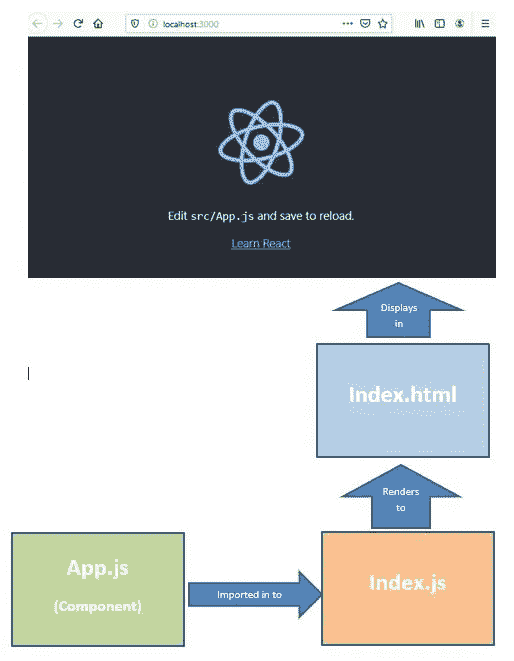 localhost:3000
Edit src/App.js and save to reload.
Learn React
Displays
in
Index.html
Renders
to
App.js
(Component)
Imported in to
Index.js